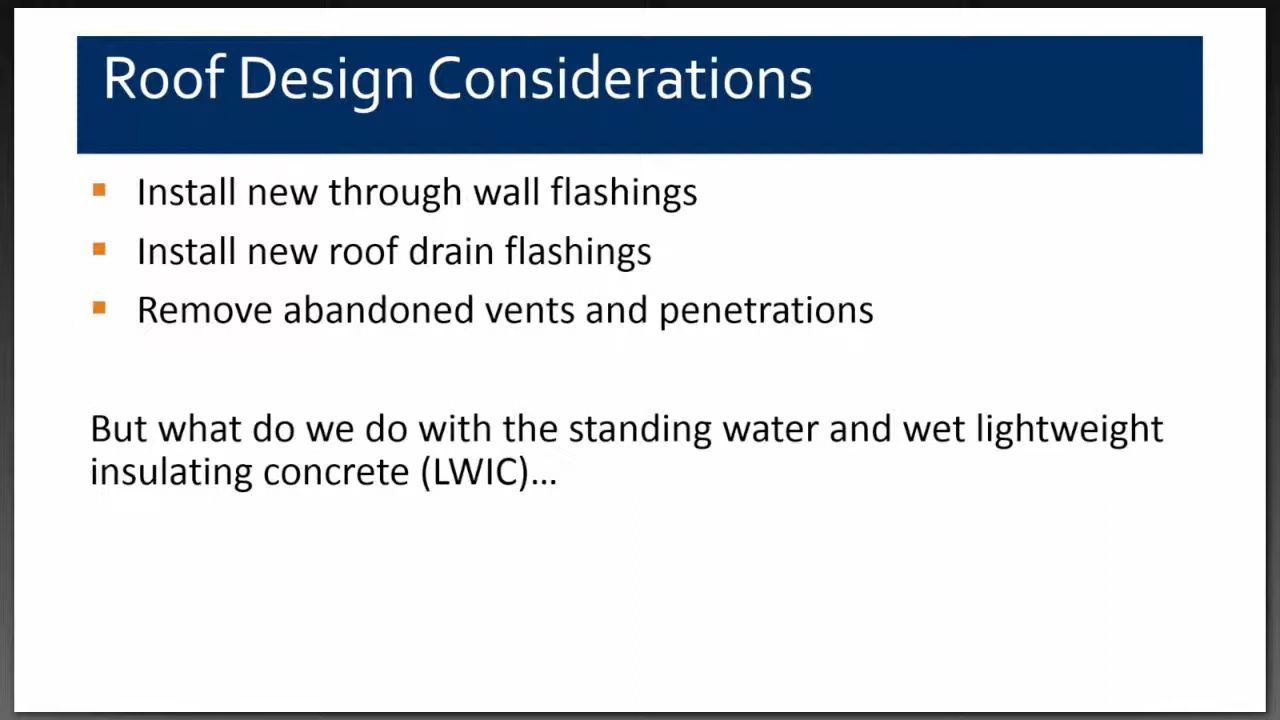 Roof Design Considerations
Install new through wall flashings
Install new roof drain flashings
Remove abandoned vents and penetrations
But what do we do with the standing water and wet lightweight
insulating concrete (LWIC)...